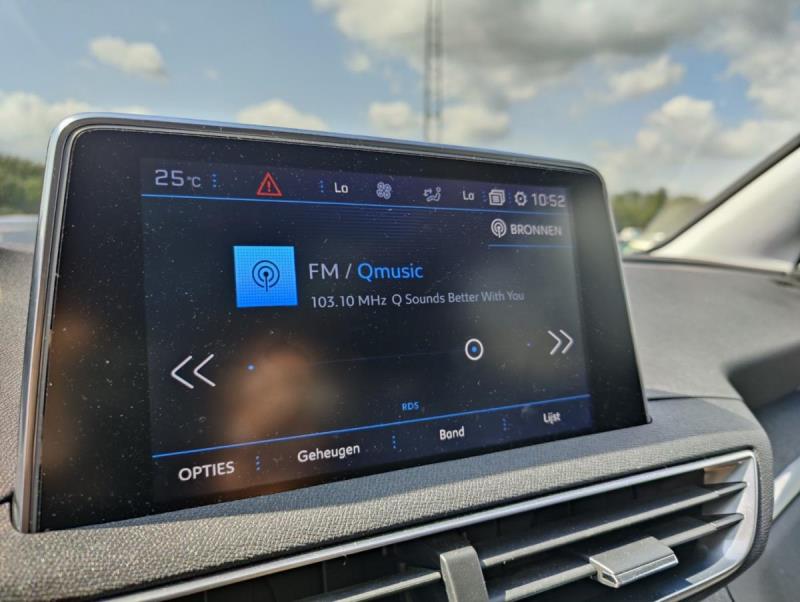 25°C Lo Lo 10:52
BRONNEN
FM / Qmusic
103.10 MHz Q Sounds Better With You
RDS
OPTIES Geheugen Band Lijst